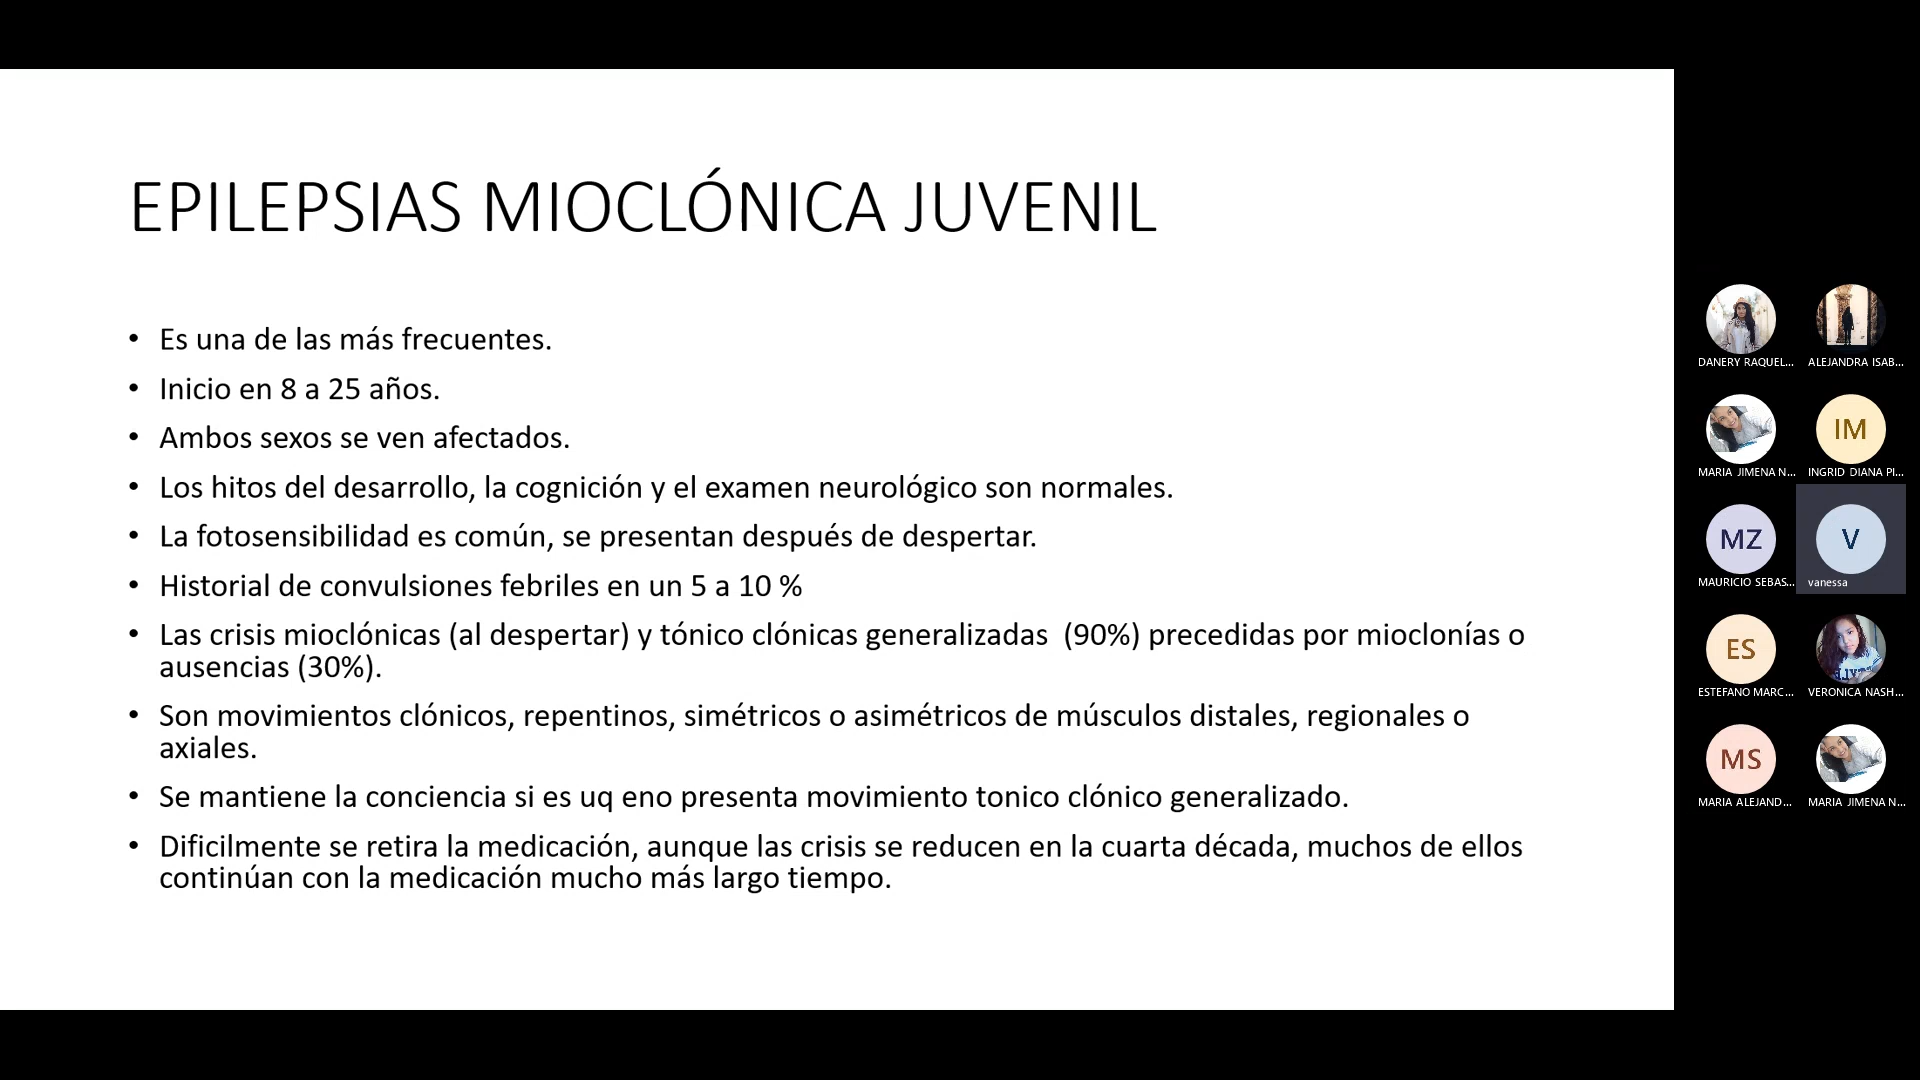 EPILEPSIAS MIOCLÓNICA JUVENIL
• Es una de las más frecuentes.
• Inicio en 8 a 25 años.
• Ambos sexos se ven afectados.
• Los hitos del desarrollo, la cognición y el examen neurológico son normales.
• La fotosensibilidad es común, se presentan después de despertar.
• Historial de convulsiones febriles en un 5 a 10 %
• Las crisis mioclónicas (al despertar) y tónico clónicas generalizadas  (90%) precedidas por mioclonías o
ausencias (30%).
• Son movimientos clónicos, repentinos, simétricos o asimétricos de músculos distales, regionales o
axiales.
• Se mantiene la conciencia si es uq eno presenta movimiento tonico clónico generalizado.
• Dificilmente se retira la medicación, aunque las crisis se reducen en la cuarta década, muchos de ellos
continúan con la medicación mucho más largo tiempo.
DANERY RAQUEL...
ALEJANDRA ISAB...
MARIA JIMENA N...
IM
INGRID DIANA PI...
MZ
MAURICIO SEBAS...
V
vanessa
ES
ESTEFANO MARC...
VERONICA NASH...
MS
MARIA ALEJAND...
MARIA JIMENA N...